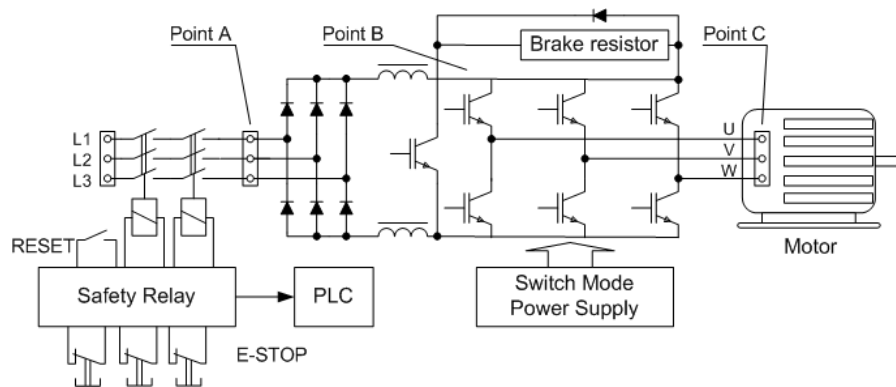 Point A
Point B
Brake resistor
Point C
L1
L2
L3
U
V
W
RESET
Motor
Safety Relay
PLC
Switch Mode
Power Supply
E-STOP